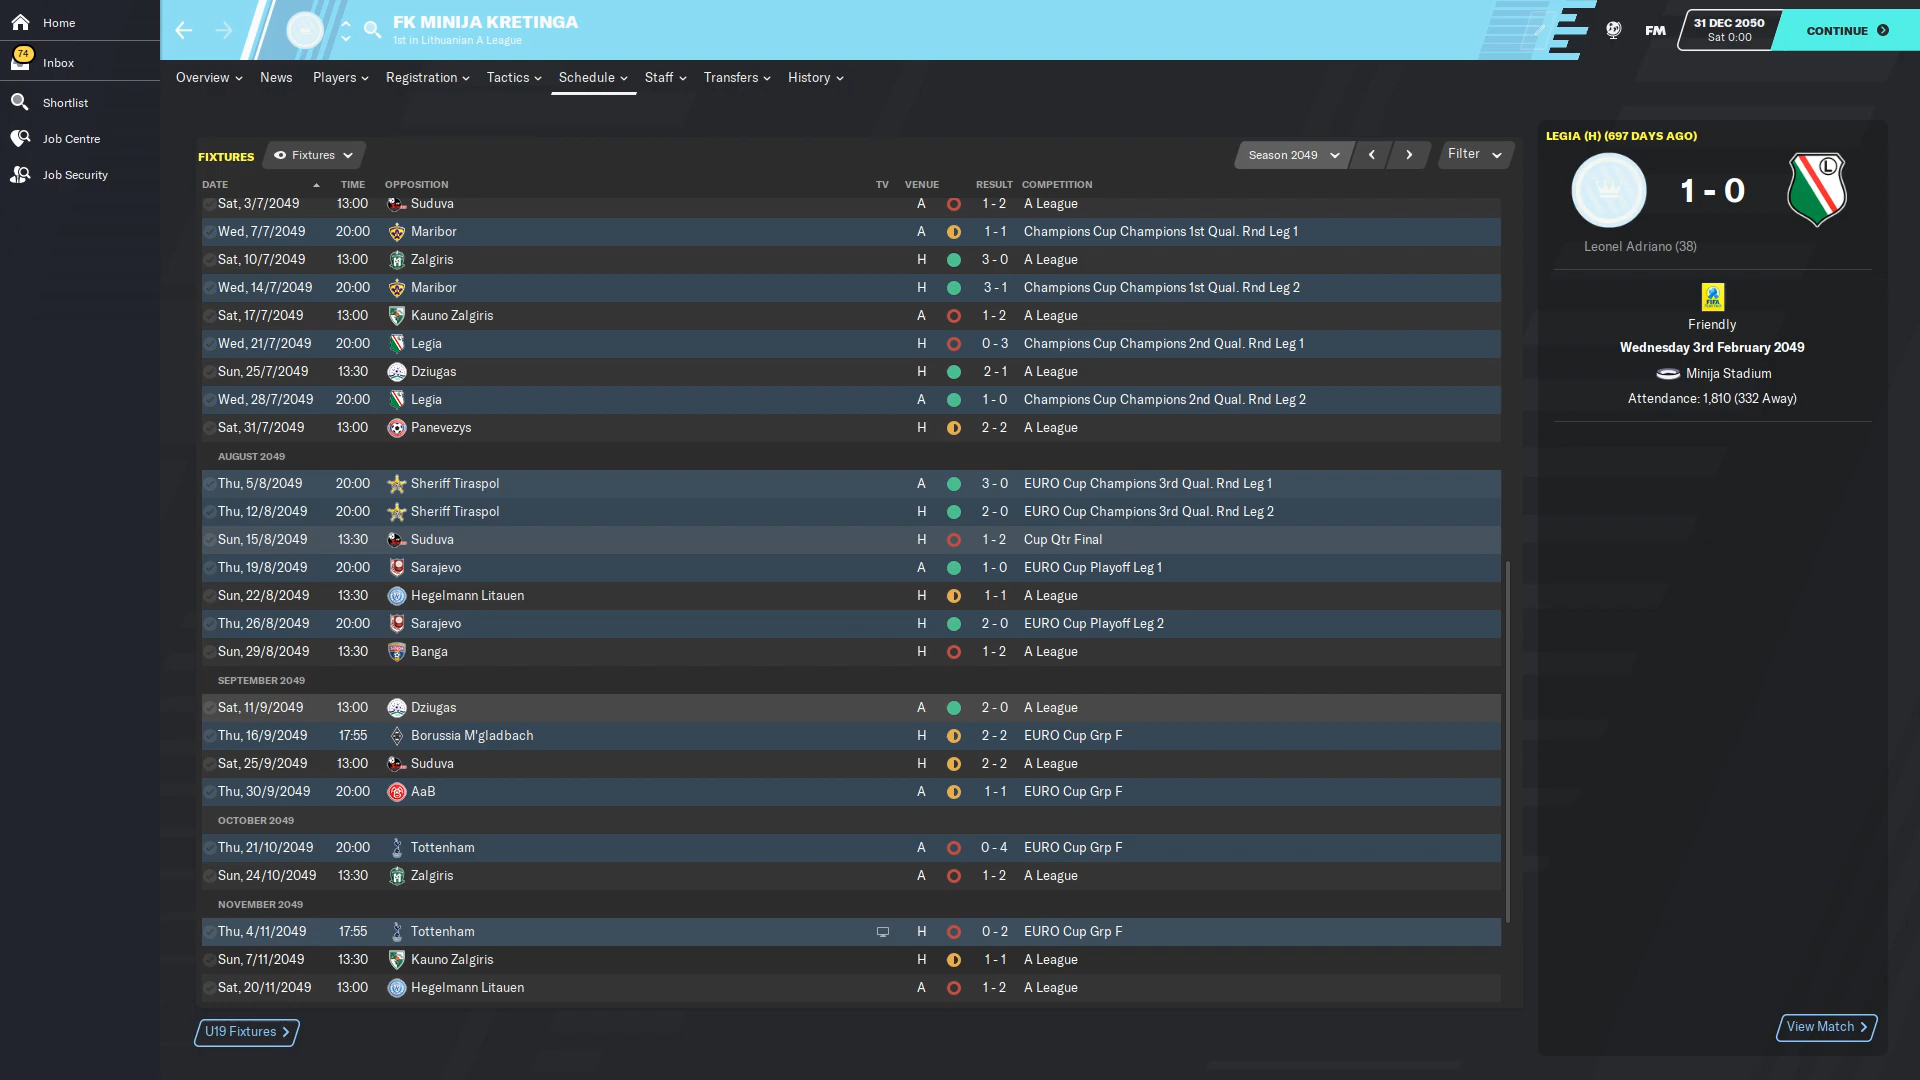 Home
74
Inbox
Shortlist
Job Centre
Job Security
FK MINIJA KRETINGA
1st in Lithuanian A League
FM
31 DEC 2050
Sat 0:00
CONTINUE
Overview News Players Registration Tactics Schedule Staff Transfers History
FIXTURES Fixtures Season 2049 Filter
DATE TIME OPPOSITION TV VENUE RESULT COMPETITION
Sat, 3/7/2049 13:00 Suduva A 1 - 2 A League
Wed, 7/7/2049 20:00 Maribor A 1 - 1 Champions Cup Champions 1st Qual. Rnd Leg 1
Sat, 10/7/2049 13:00 Zalgiris H 3 - 0 A League
Wed, 14/7/2049 20:00 Maribor H 3 - 1 Champions Cup Champions 1st Qual. Rnd Leg 2
Sat, 17/7/2049 13:00 Kauno Zalgiris A 1 - 2 A League
Wed, 21/7/2049 20:00 Legia H 0 - 3 Champions Cup Champions 2nd Qual. Rnd Leg 1
Sun, 25/7/2049 13:30 Dziugas H 2 - 1 A League
Wed, 28/7/2049 20:00 Legia A 1 - 0 Champions Cup Champions 2nd Qual. Rnd Leg 2
Sat, 31/7/2049 13:00 Panevezys H 2 - 2 A League
AUGUST 2049
Thu, 5/8/2049 20:00 Sheriff Tiraspol A 3 - 0 EURO Cup Champions 3rd Qual. Rnd Leg 1
Thu, 12/8/2049 20:00 Sheriff Tiraspol H 2 - 0 EURO Cup Champions 3rd Qual. Rnd Leg 2
Sun, 15/8/2049 13:30 Suduva H 1 - 2 Cup Qtr Final
Thu, 19/8/2049 20:00 Sarajevo A 1 - 0 EURO Cup Playoff Leg 1
Sun, 22/8/2049 13:30 Hegelmann Litauen H 1 - 1 A League
Thu, 26/8/2049 20:00 Sarajevo H 2 - 0 EURO Cup Playoff Leg 2
Sun, 29/8/2049 13:30 Banga H 1 - 2 A League
SEPTEMBER 2049
Sat, 11/9/2049 13:00 Dziugas A 2 - 0 A League
Thu, 16/9/2049 17:55 Borussia M'gladbach H 2 - 2 EURO Cup Grp F
Sat, 25/9/2049 13:00 Suduva H 2 - 2 A League
Thu, 30/9/2049 20:00 AaB A 1 - 1 EURO Cup Grp F
OCTOBER 2049
Thu, 21/10/2049 20:00 Tottenham A 0 - 4 EURO Cup Grp F
Sun, 24/10/2049 13:30 Zalgiris A 1 - 2 A League
NOVEMBER 2049
Thu, 4/11/2049 17:55 Tottenham H 0 - 2 EURO Cup Grp F
Sun, 7/11/2049 13:30 Kauno Zalgiris H 1 - 1 A League
Sat, 20/11/2049 13:00 Hegelmann Litauen A 1 - 2 A League
U19 Fixtures
LEGIA (H) (697 DAYS AGO)
1 - 0
L
Leonel Adriano (38)
FIFA
Friendly
Wednesday 3rd February 2049
Minija Stadium
Attendance: 1,810 (332 Away)
View Match